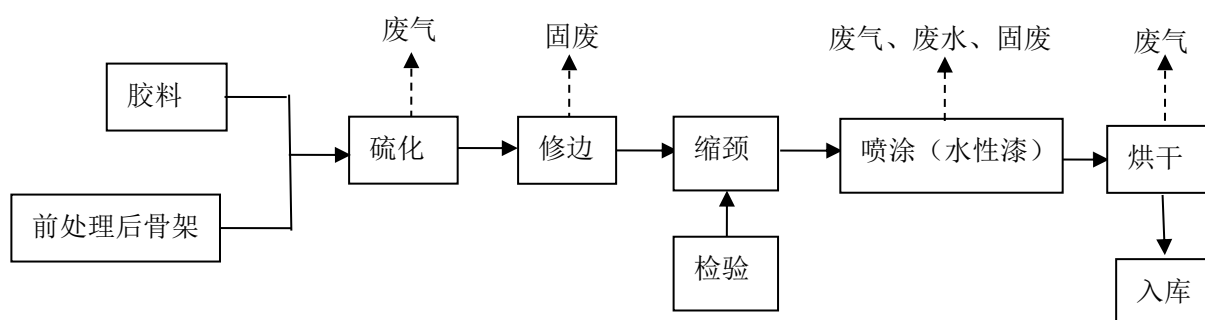 废气
固废
废气、废水、固废
废气
胶料
硫化
修边
缩颈
喷涂（水性漆）
烘干
前处理后骨架
检验
入库